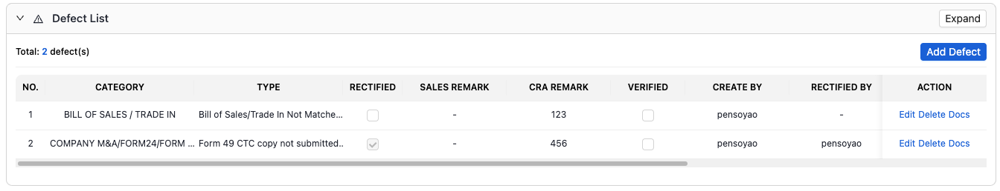 Defect List
Expand
Total: 2 defect(s)
Add Defect
NO. CATEGORY TYPE RECTIFIED SALES REMARK CRA REMARK VERIFIED CREATE BY RECTIFIED BY ACTION
1 BILL OF SALES / TRADE IN Bill of Sales/Trade In Not Matche... - 123 pensoyao - Edit Delete Docs
2 COMPANY M&A/FORM24/FORM ... Form 49 CTC copy not submitted.. - 456 pensoyao pensoyao Edit Delete Docs